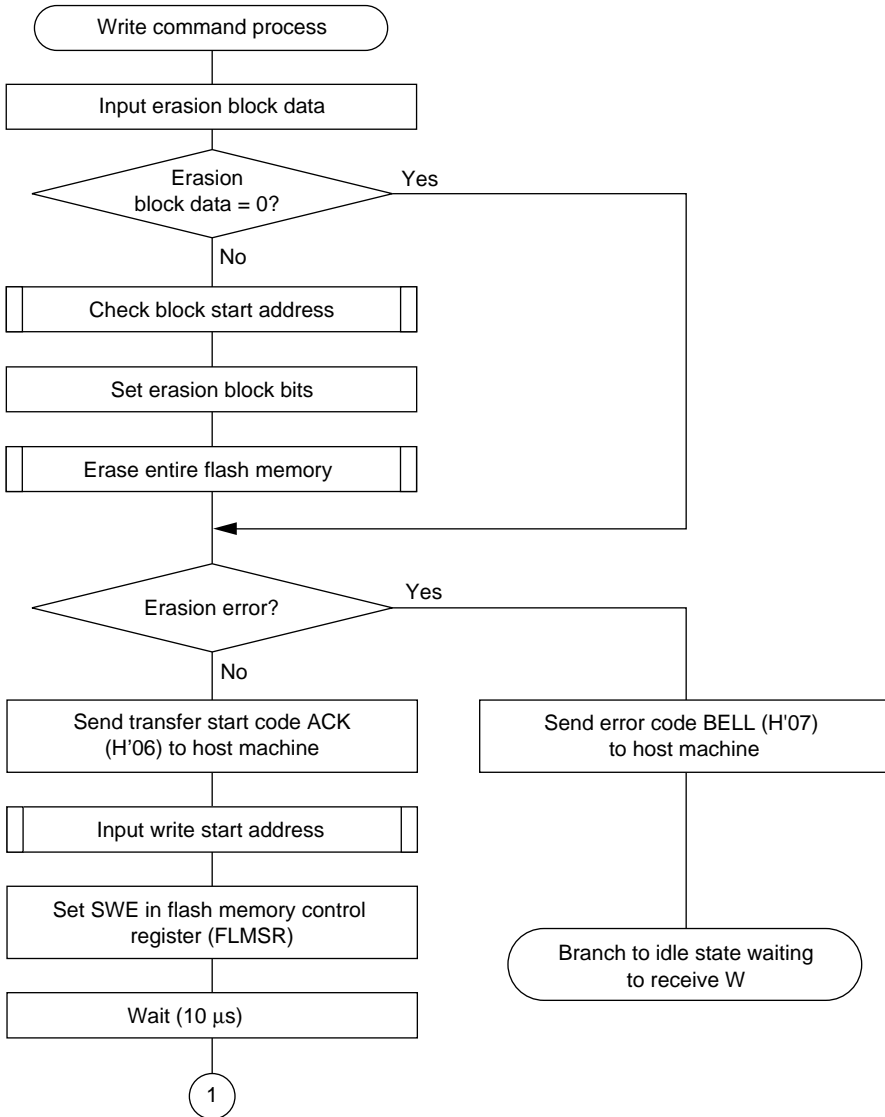 Write command process
Input erasion block data
Erasion
block data = 0?
Yes
No
Check block start address
Set erasion block bits
Erase entire flash memory
Erasion error?
Yes
No
Send transfer start code ACK
(H’06) to host machine
Send error code BELL (H'07)
to host machine
Input write start address
Set SWE in flash memory control
register (FLMSR)
Branch to idle state waiting
to receive W
Wait (10 μs)
1